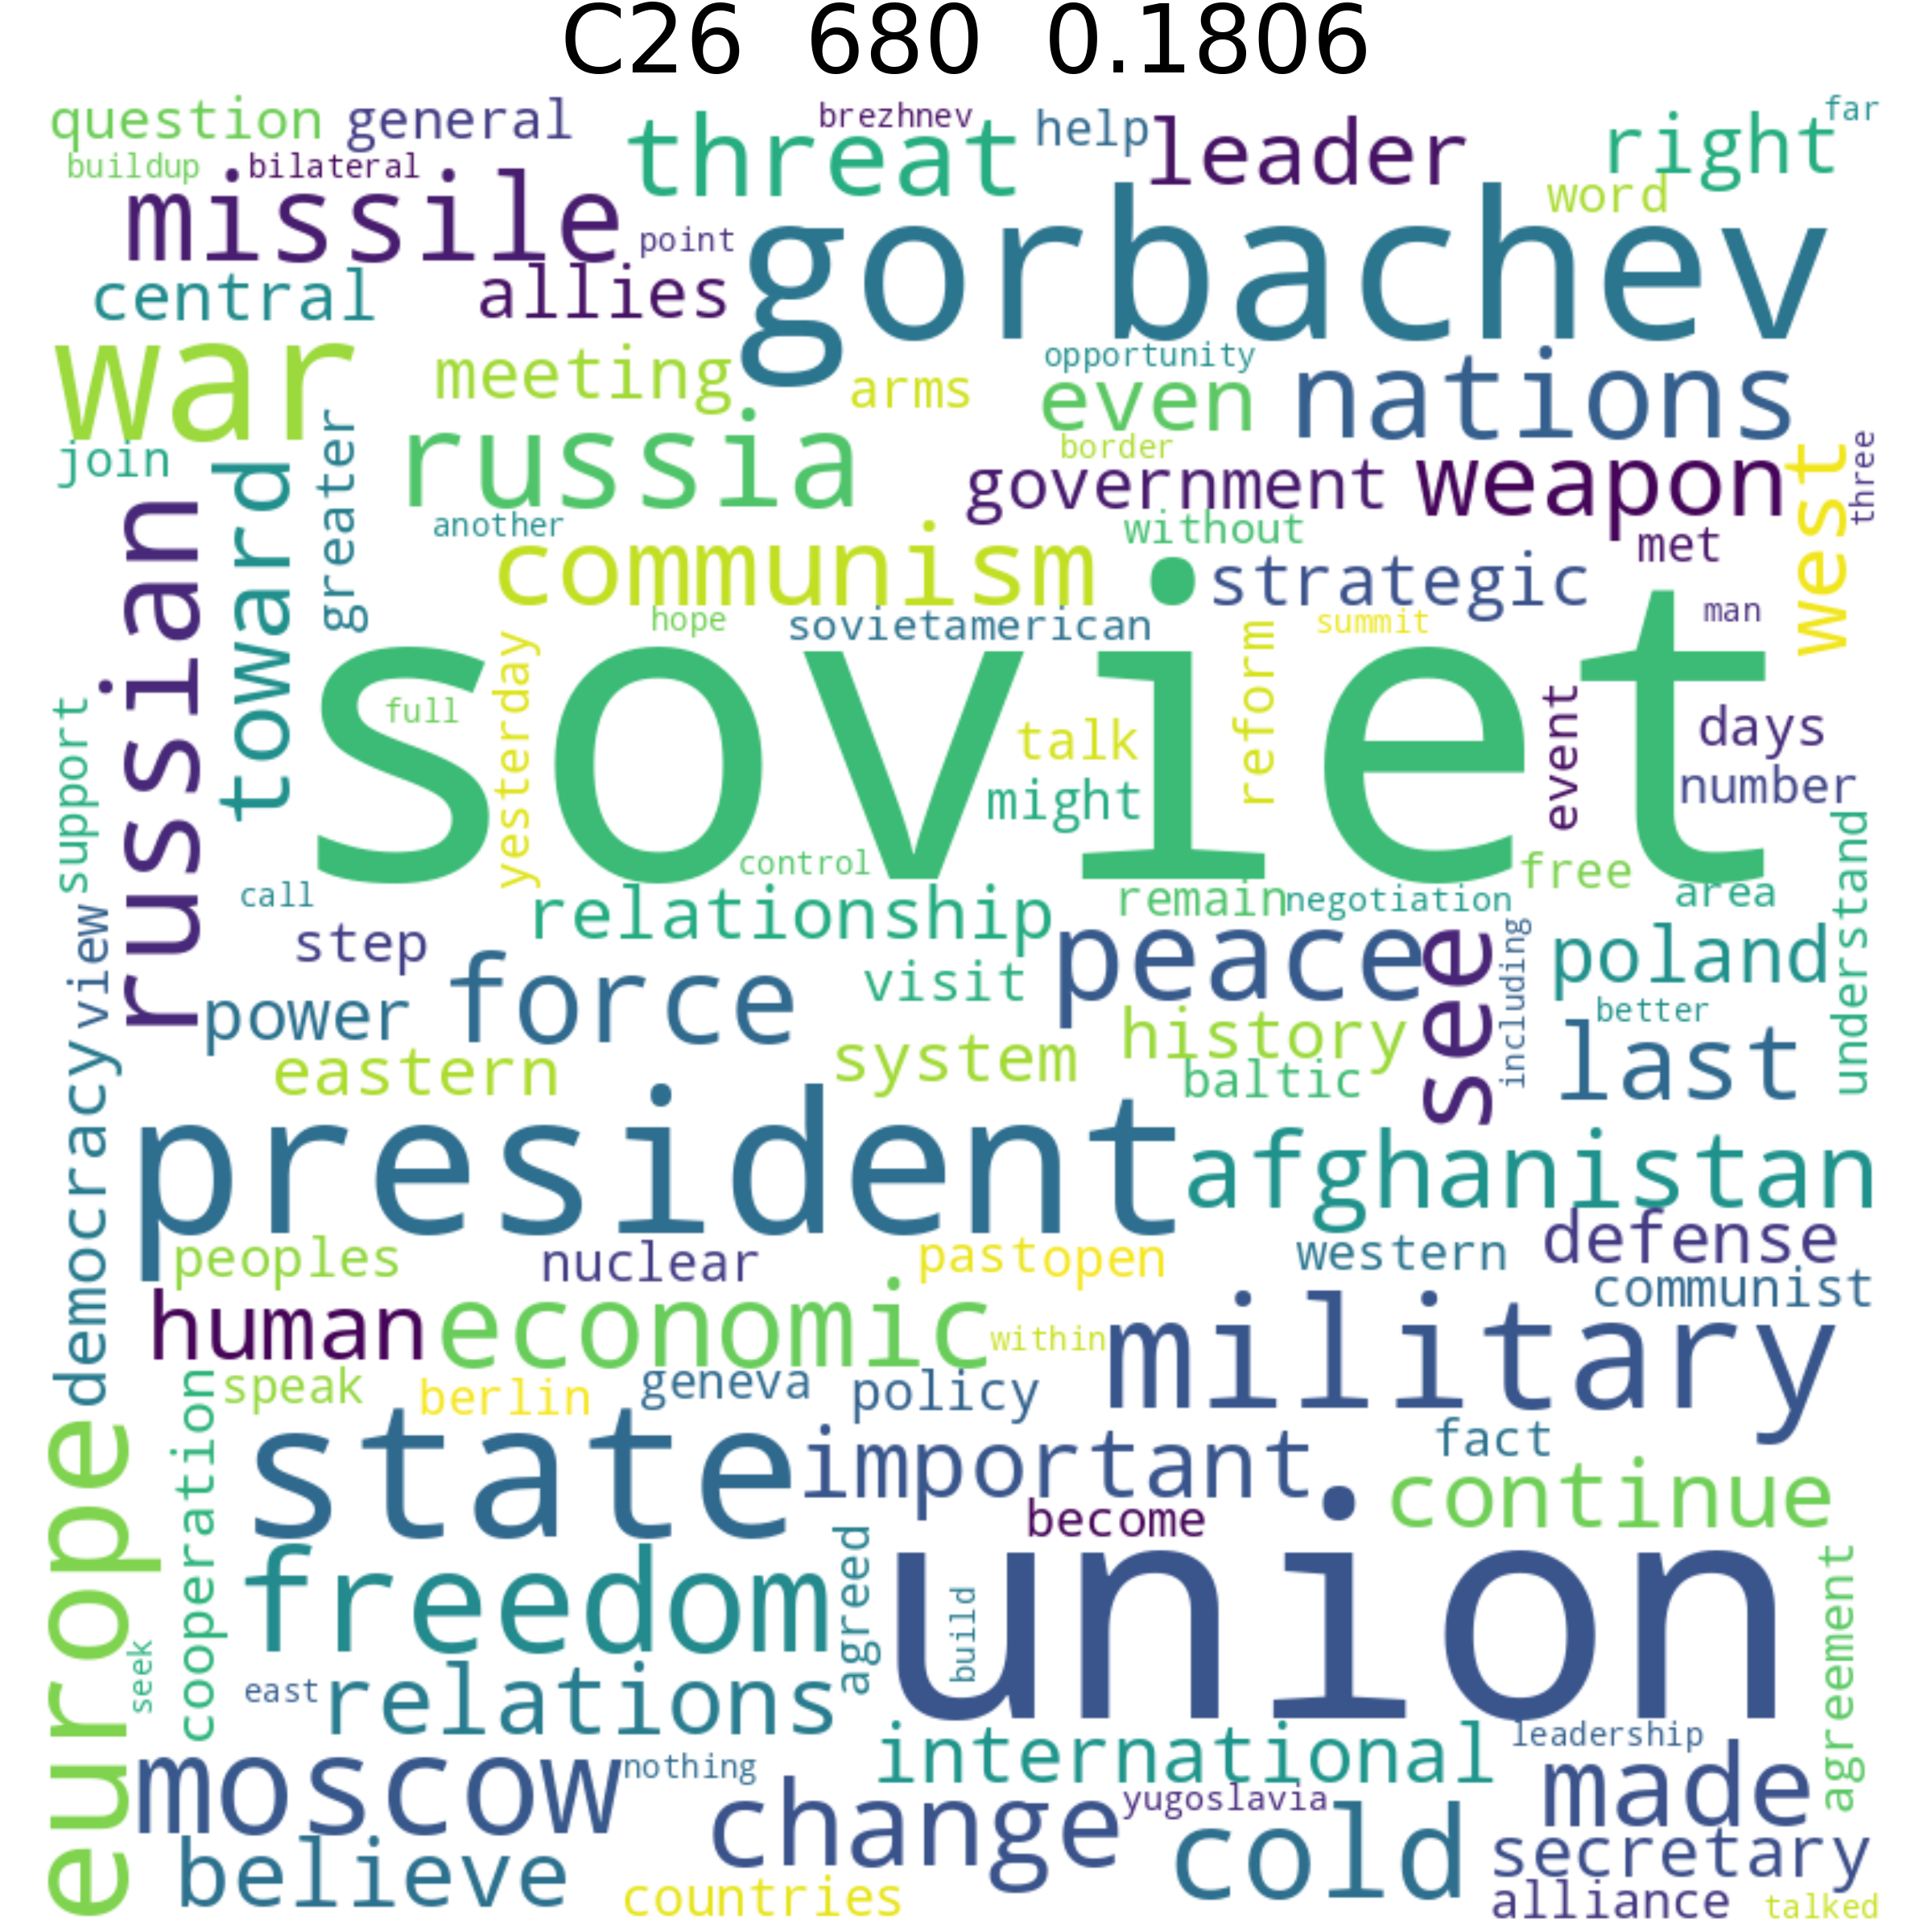 C26 680 0.1806
question general brezhnev help leader right far
buildup bilateral threat word
missile point gorbachev
central allies
war meeting arms opportunity even nations
join greater russia border government weapon west three
russian toward another communism without strategic met
hope sovietamerican summit man
soviet
full yesterday talk reform event days
support might number
control free
call relationship remain negotiation area understand
view step power force visit peace see including poland
eastern system history baltic better last
democracy president afghanistan
peoples nuclear past open western defense
communist
human economic within military
speak berlin geneva policy
europe cooperation state important fact continue
become
freedom agreed build union agreement
seek east relations
moscow nothing international leadership made
change yugoslavia cold secretary
believe countries alliance talked